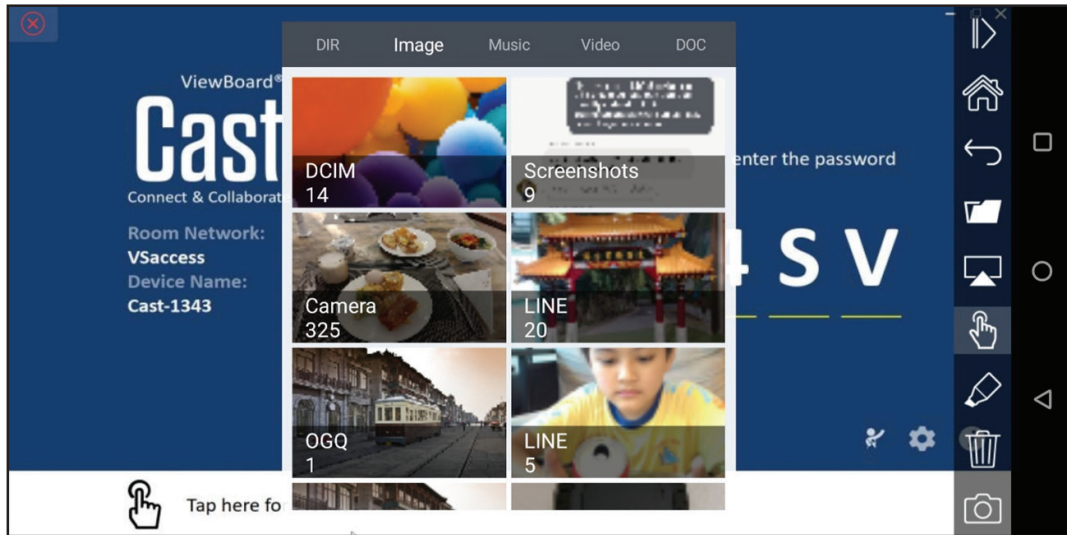 DIR Image Music Video DOC
ViewBoard®
Cast
Connect & Collaborat
Room Network:
VSaccess
Device Name:
Cast-1343
DCIM
14
Screenshots
9
Camera
325
LINE
20
OGQ
1
LINE
5
enter the password
4 S V
Tap here fo